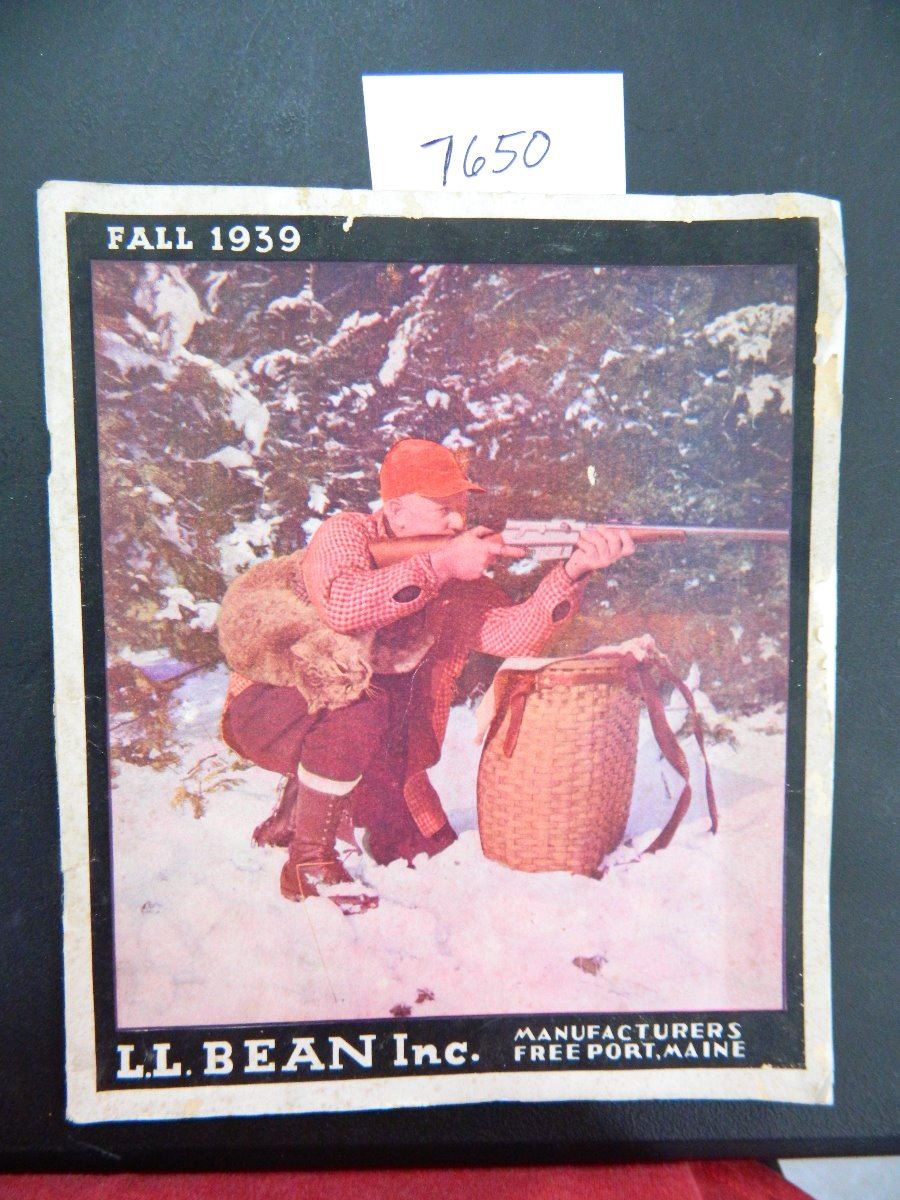 7650
FALL 1939
L.L. BEAN Inc.
MANUFACTURERS
FREEPORT, MAINE